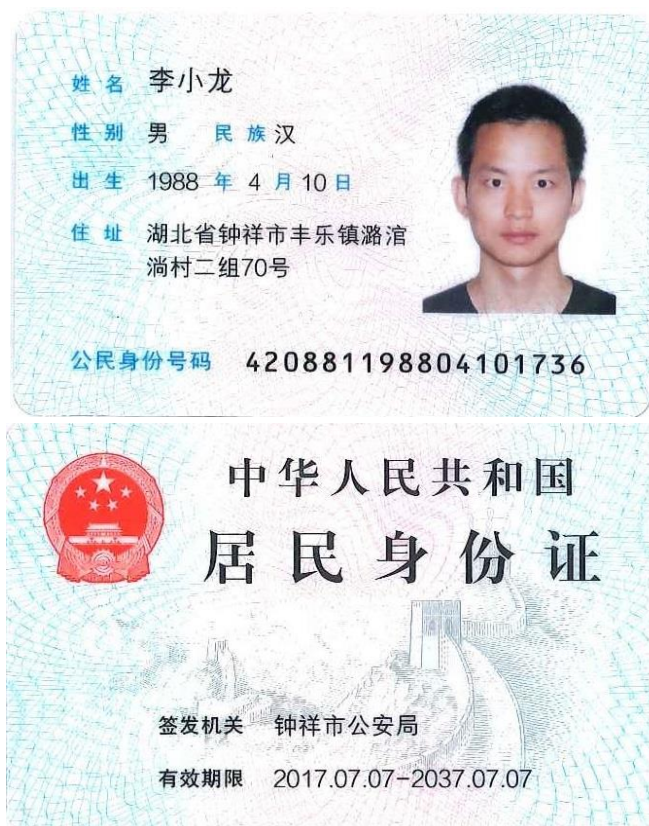 姓名 李小龙
性别 男 民族 汉
出生 1988 年 4 月 10 日
住址 湖北省钟祥市丰乐镇潞涫
淌村二组70号
公民身份号码 420881198804101736
中华人民共和国
居民身份证
签发机关 钟祥市公安局
有效期限 2017.07.07-2037.07.07